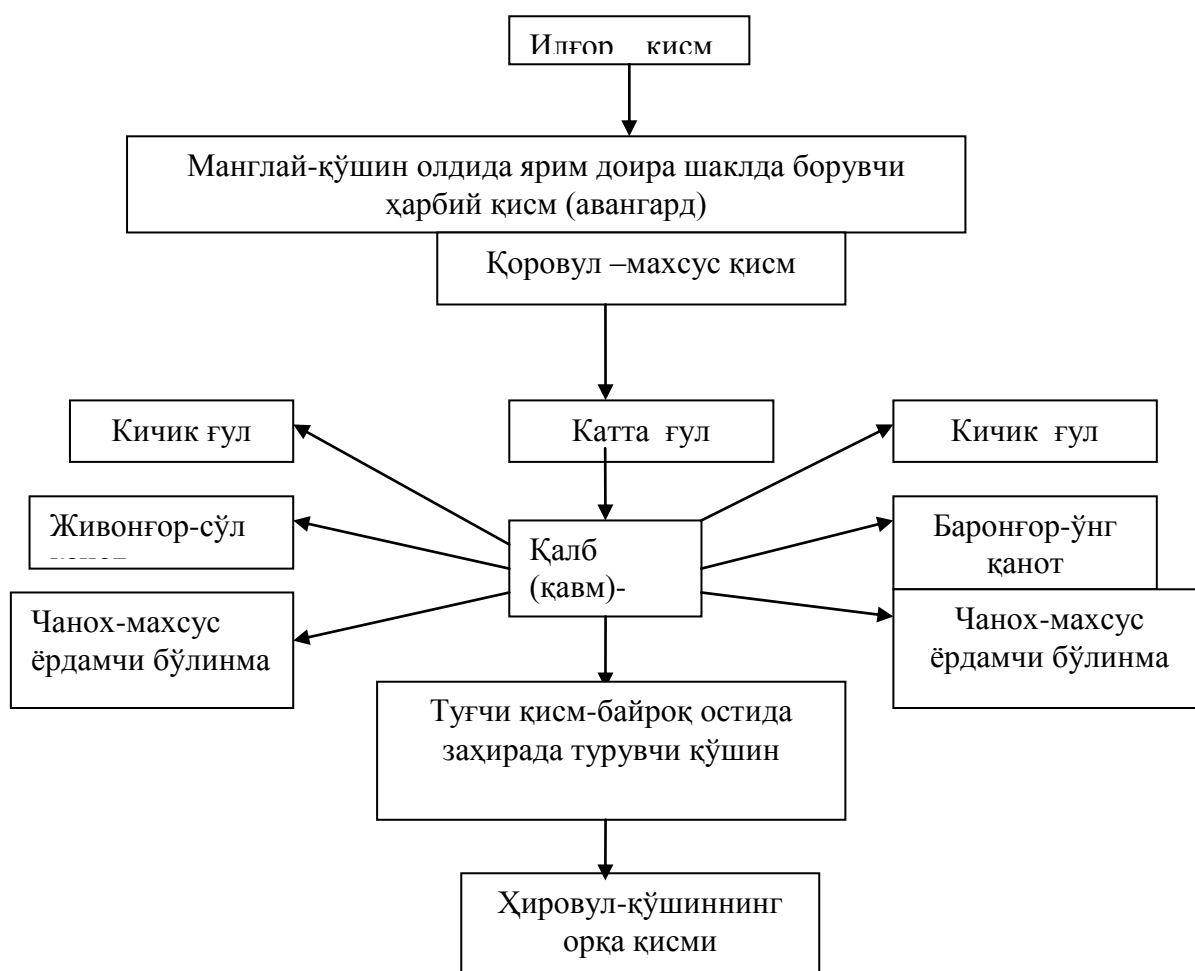 Илғор қисм
Манглай-қўшин олдида ярим доира шаклда борувчи
ҳарбий қисм (авангард)
Қоровул –махсус қисм
Кичик ғул
Катта ғул
Кичик ғул
Живонғор-сўл
Қалб
(қавм)-
Баронғор-ўнг
қанот
Чанох-махсус
ёрдамчи бўлинма
Чанох-махсус
ёрдамчи бўлинма
Туғчи қисм-байроқ остида
заҳирада турувчи қўшин
Ҳировул-қўшиннинг
орқа қисми